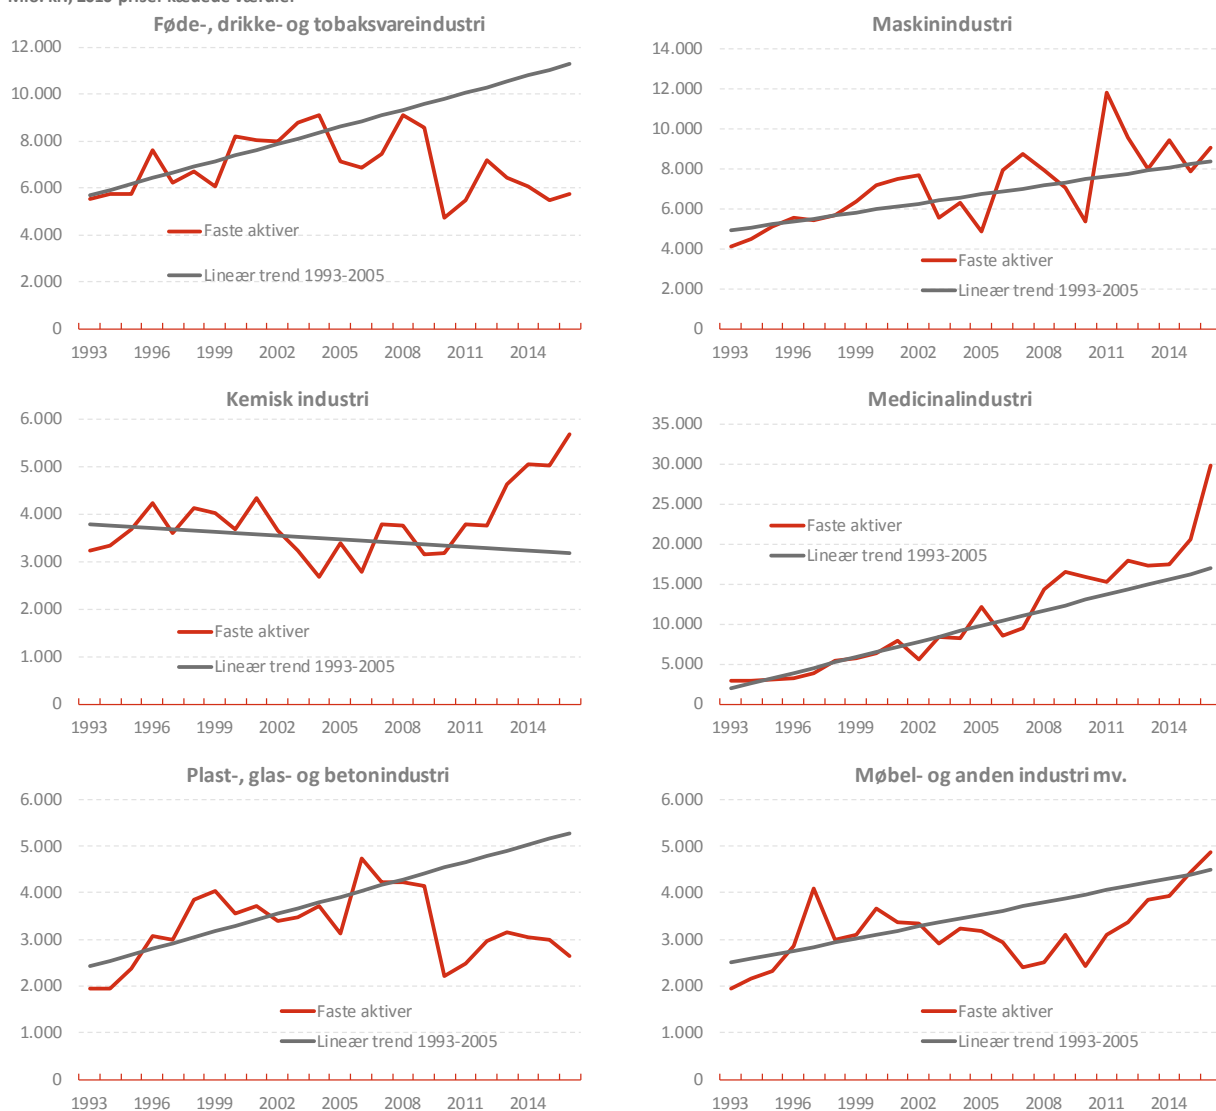 Føde-, drikke- og tobaksvareindustri
12.000
10.000
8.000
6.000
4.000
2.000
0
Faste aktiver
Lineær trend 1993-2005
1993 1996 1999 2002 2005 2008 2011 2014
Maskinindustri
14.000
12.000
10.000
8.000
6.000
4.000
2.000
0
Faste aktiver
Lineær trend 1993-2005
1993 1996 1999 2002 2005 2008 2011 2014
Kemisk industri
6.000
5.000
4.000
3.000
2.000
1.000
0
Faste aktiver
Lineær trend 1993-2005
1993 1996 1999 2002 2005 2008 2011 2014
Medicinalindustri
35.000
30.000
25.000
20.000
15.000
10.000
5.000
0
Faste aktiver
Lineær trend 1993-2005
1993 1996 1999 2002 2005 2008 2011 2014
Plast-, glas- og betonindustri
6.000
5.000
4.000
3.000
2.000
1.000
0
Faste aktiver
Lineær trend 1993-2005
1993 1996 1999 2002 2005 2008 2011 2014
Møbel- og anden industri mv.
6.000
5.000
4.000
3.000
2.000
1.000
0
Faste aktiver
Lineær trend 1993-2005
1993 1996 1999 2002 2005 2008 2011 2014